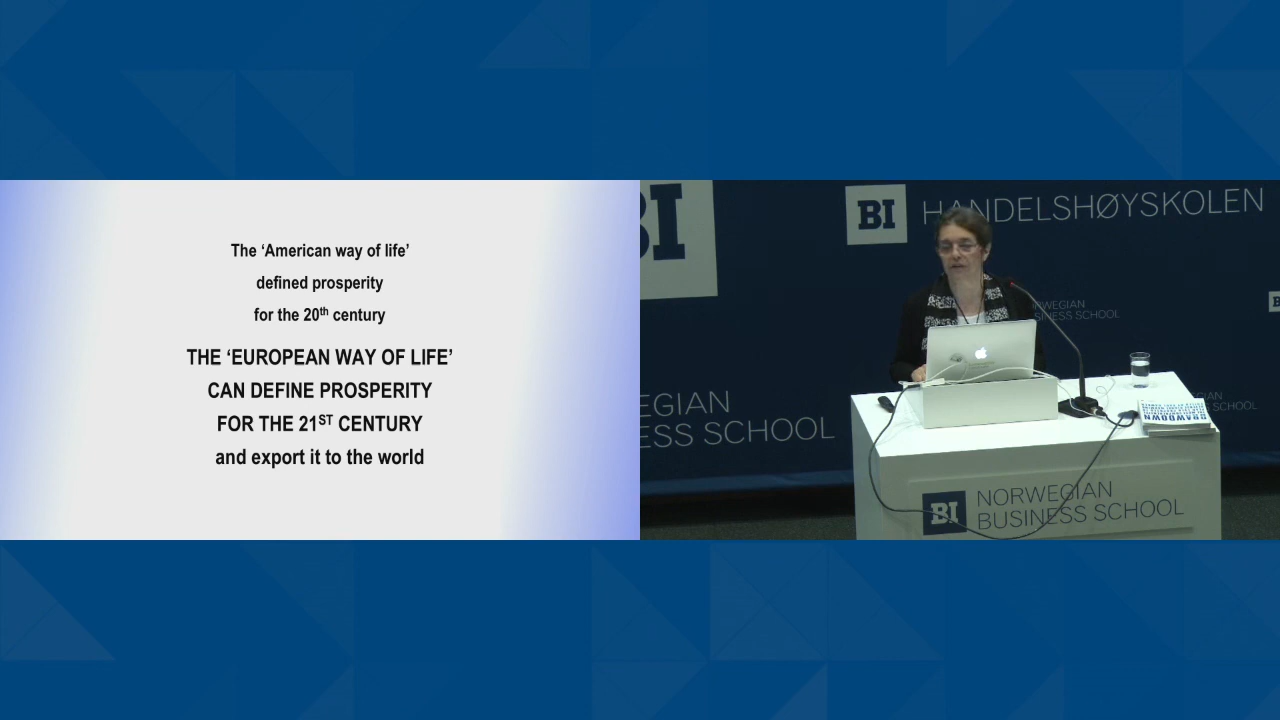 The ‘American way of life’
defined prosperity
for the 20th century
THE ‘EUROPEAN WAY OF LIFE’
CAN DEFINE PROSPERITY
FOR THE 21ST CENTURY
and export it to the world
BI
BI HANDELSHØYSKOLEN
NORWEGIAN
BUSINESS SCHOOL
EGIAN
ESS SCHOOL
SCHOOL
DRAWDOWN
BI NORWEGIAN
BUSINESS SCHOOL